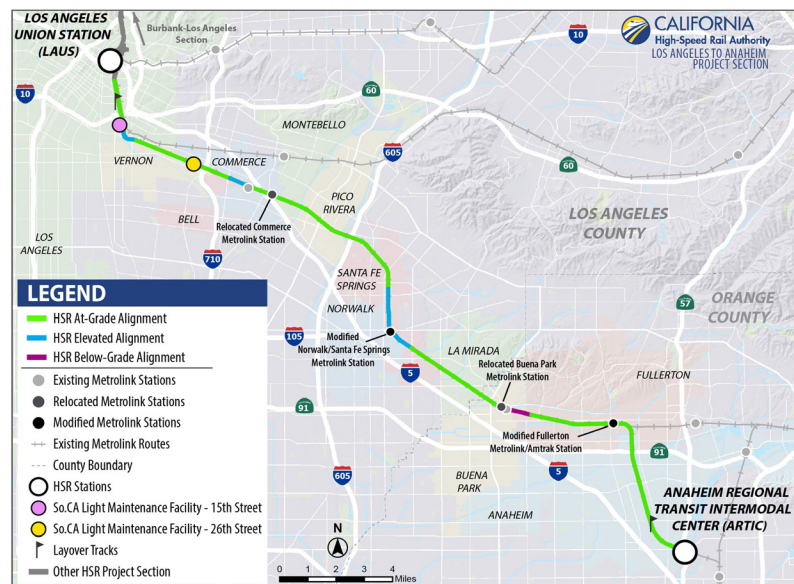 LOS ANGELES
UNION STATION
(LAUS)
Burbank-Los Angeles
Section
CALIFORNIA
High-Speed Rail Authority
LOS ANGELES TO ANAHEIM
PROJECT SECTION
10
10
60
MONTEBELLO
605
VERNON
COMMERCE
60
PICO
RIVERA
BELL
Relocated Commerce
Metrolink Station
LOS
ANGELES
LOS ANGELES
COUNTY
710
SANTA FE
SPRINGS
57
ORANGE
COUNTY
NORWALK
105
Modified
Norwalk/Santa Fe Springs
Metrolink Station
LA MIRADA
5
Relocated Buena Park
Metrolink Station
FULLERTON
91
Modified Fullerton
Metrolink/Amtrak Station
91
605
BUENA
PARK
5
ANAHEIM
ANAHEIM REGIONAL
TRANSIT INTERMODAL
CENTER (ARTIC)
LEGEND
HSR At-Grade Alignment
HSR Elevated Alignment
HSR Below-Grade Alignment
Existing Metrolink Stations
Relocated Metrolink Stations
Modified Metrolink Stations
Existing Metrolink Routes
County Boundary
HSR Stations
So.CA Light Maintenance Facility - 15th Street
So.CA Light Maintenance Facility - 26th Street
Layover Tracks
Other HSR Project Section
N
0 1 2 4
Miles